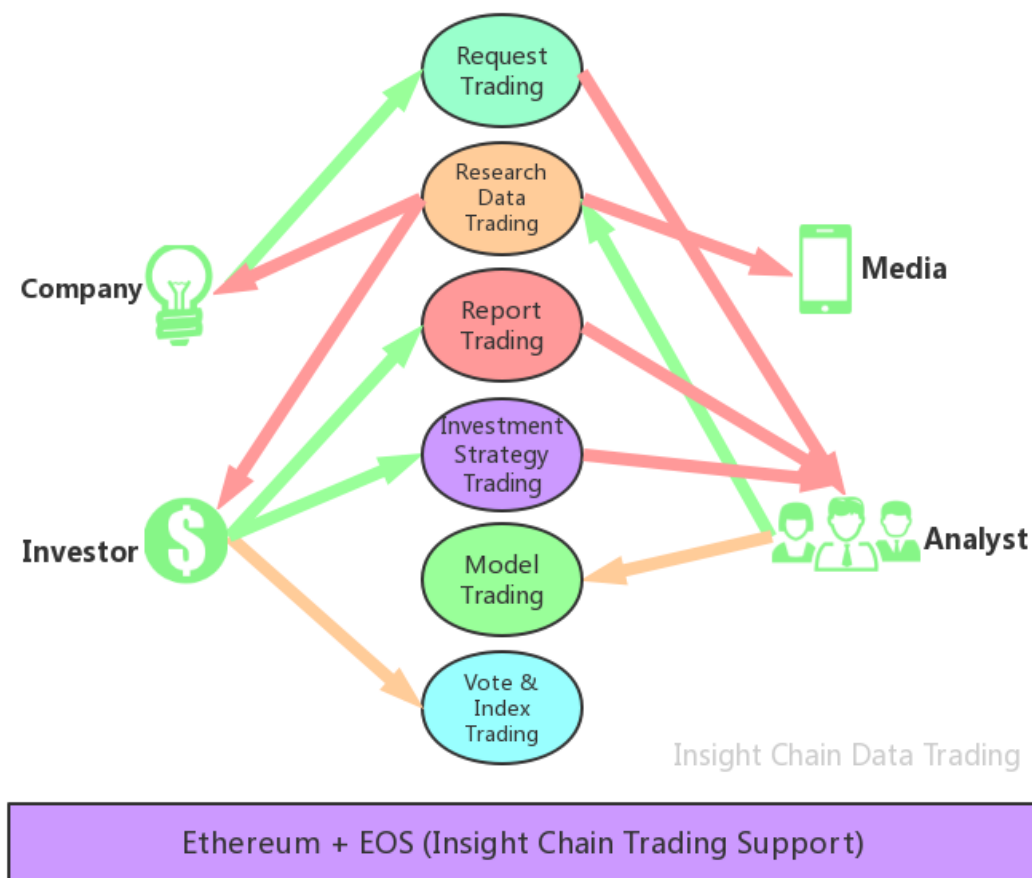 Request
Trading
Research
Data
Trading
Company
Media
Report
Trading
Investment
Strategy
Trading
Investor
Analyst
$
Model
Trading
Vote &
Index
Trading
Insight Chain Data Trading
Ethereum + EOS (Insight Chain Trading Support)